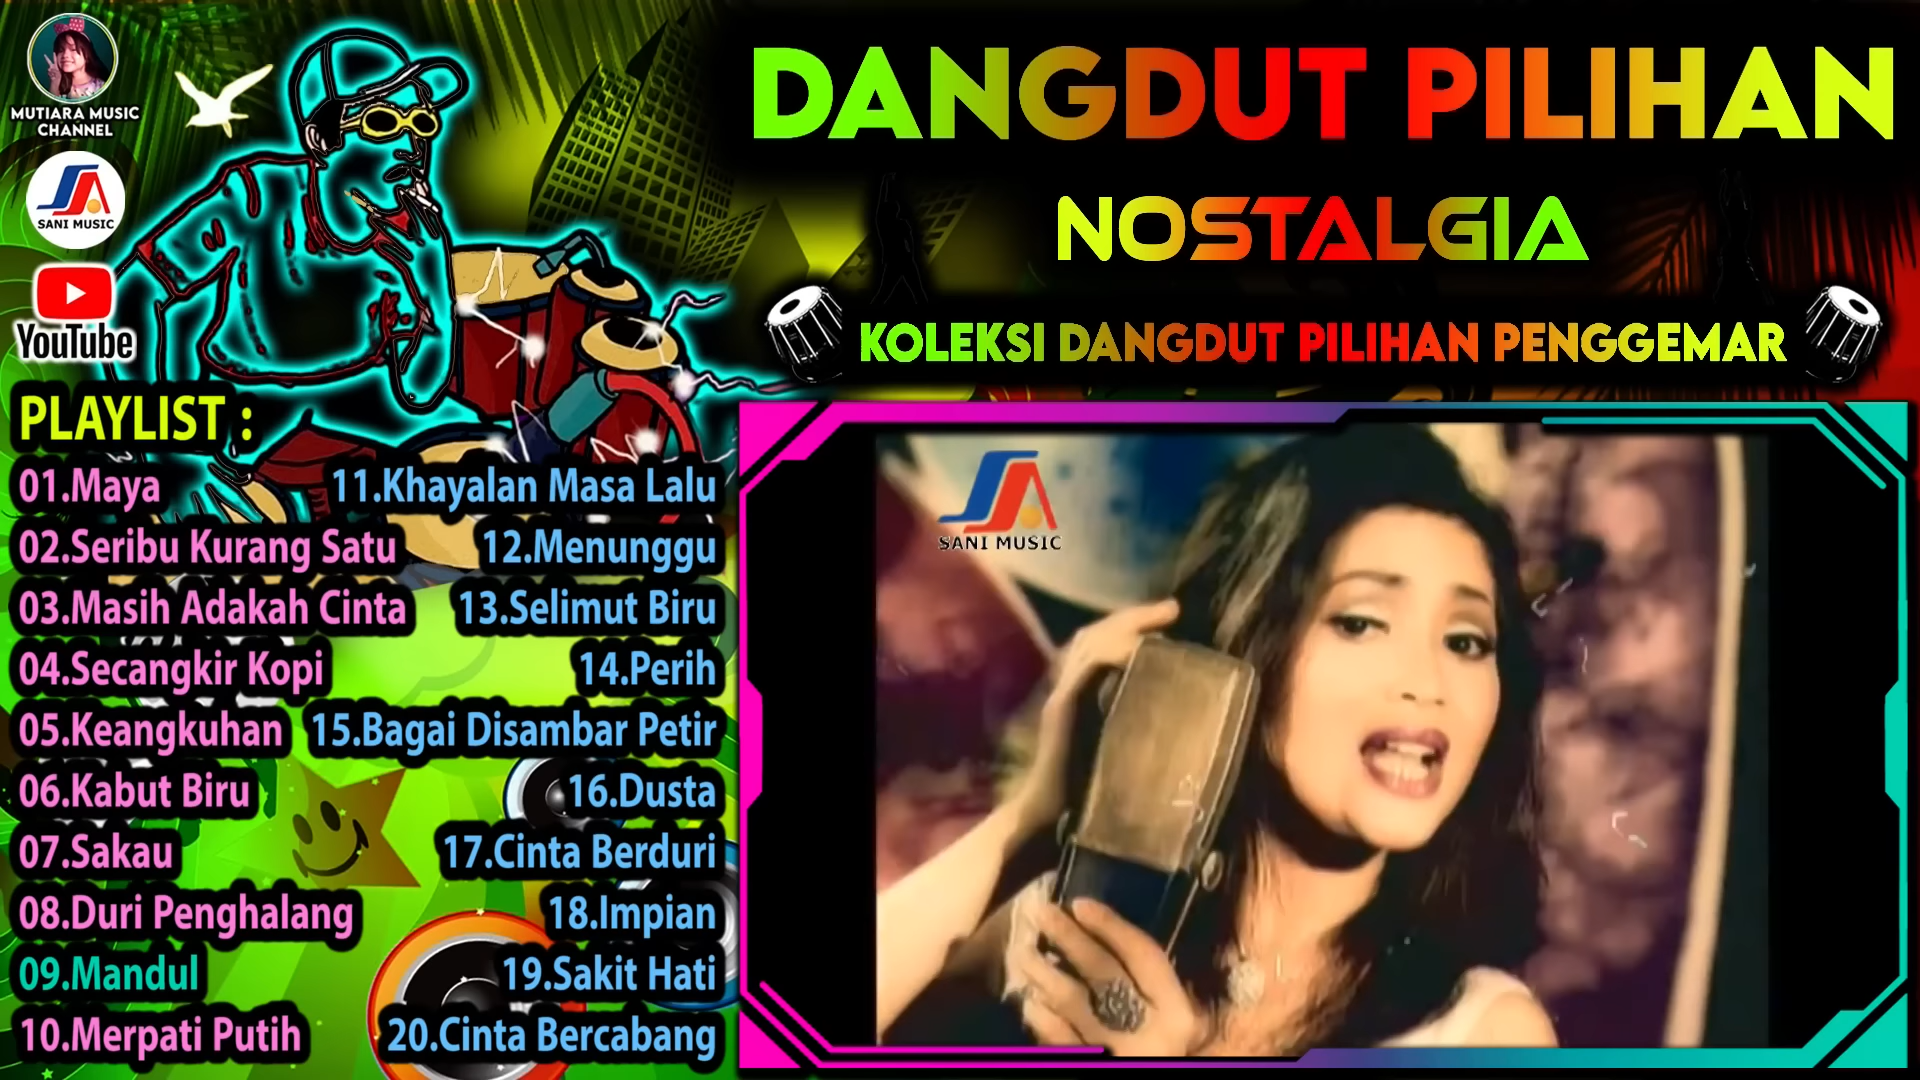 MUTIARA MUSIC
CHANNEL
SANI MUSIC
YouTube
DANGDUT PILIHAN
NOSTALGIA
KOLEKSI DANGDUT PILIHAN PENGGEMAR
PLAYLIST :
01.Maya
02.Seribu Kurang Satu
03.Masih Adakah Cinta
04.Secangkir Kopi
05.Keangkuhan
06.Kabut Biru
07.Sakau
08.Duri Penghalang
09.Mandul
10.Merpati Putih
11.Khayalan Masa Lalu
12.Menunggu
13.Selimut Biru
14.Perih
15.Bagai Disambar Petir
16.Dusta
17.Cinta Berduri
18.Impian
19.Sakit Hati
20.Cinta Bercabang
SANI MUSIC